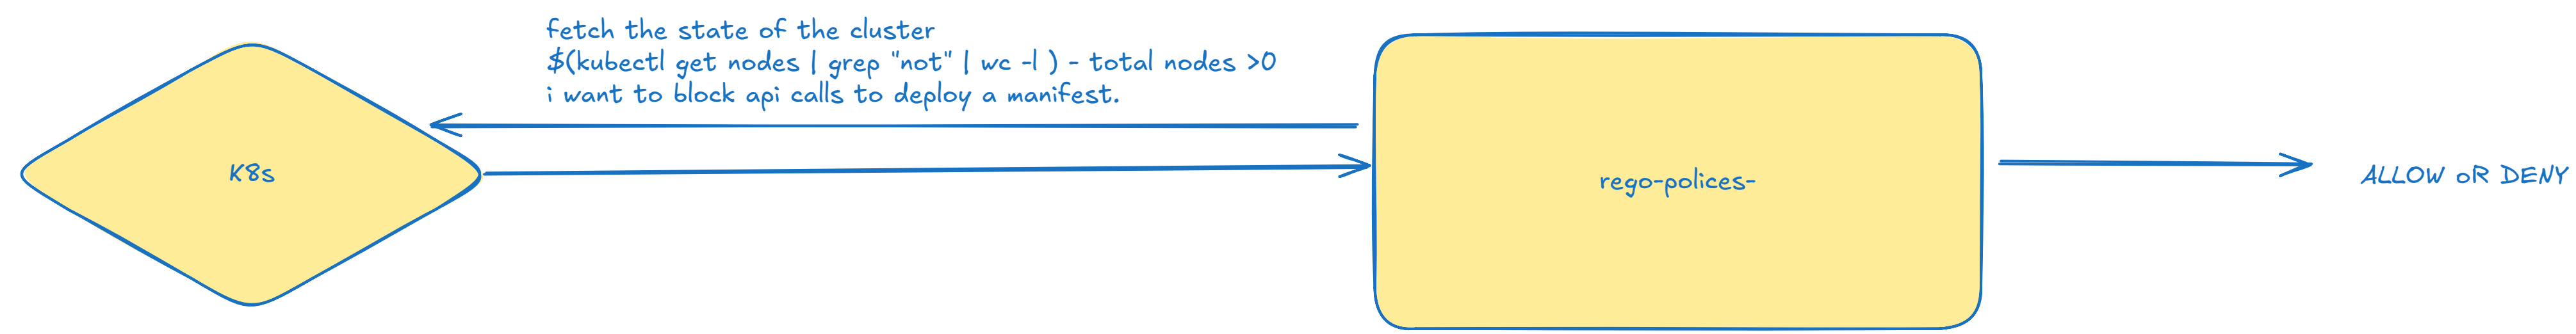 fetch the state of the cluster
$(kubectl get nodes | grep "not" | wc -l ) - total nodes >0
i want to block api calls to deploy a manifest.
K8s
rego-polices-
ALLOW oR DENY